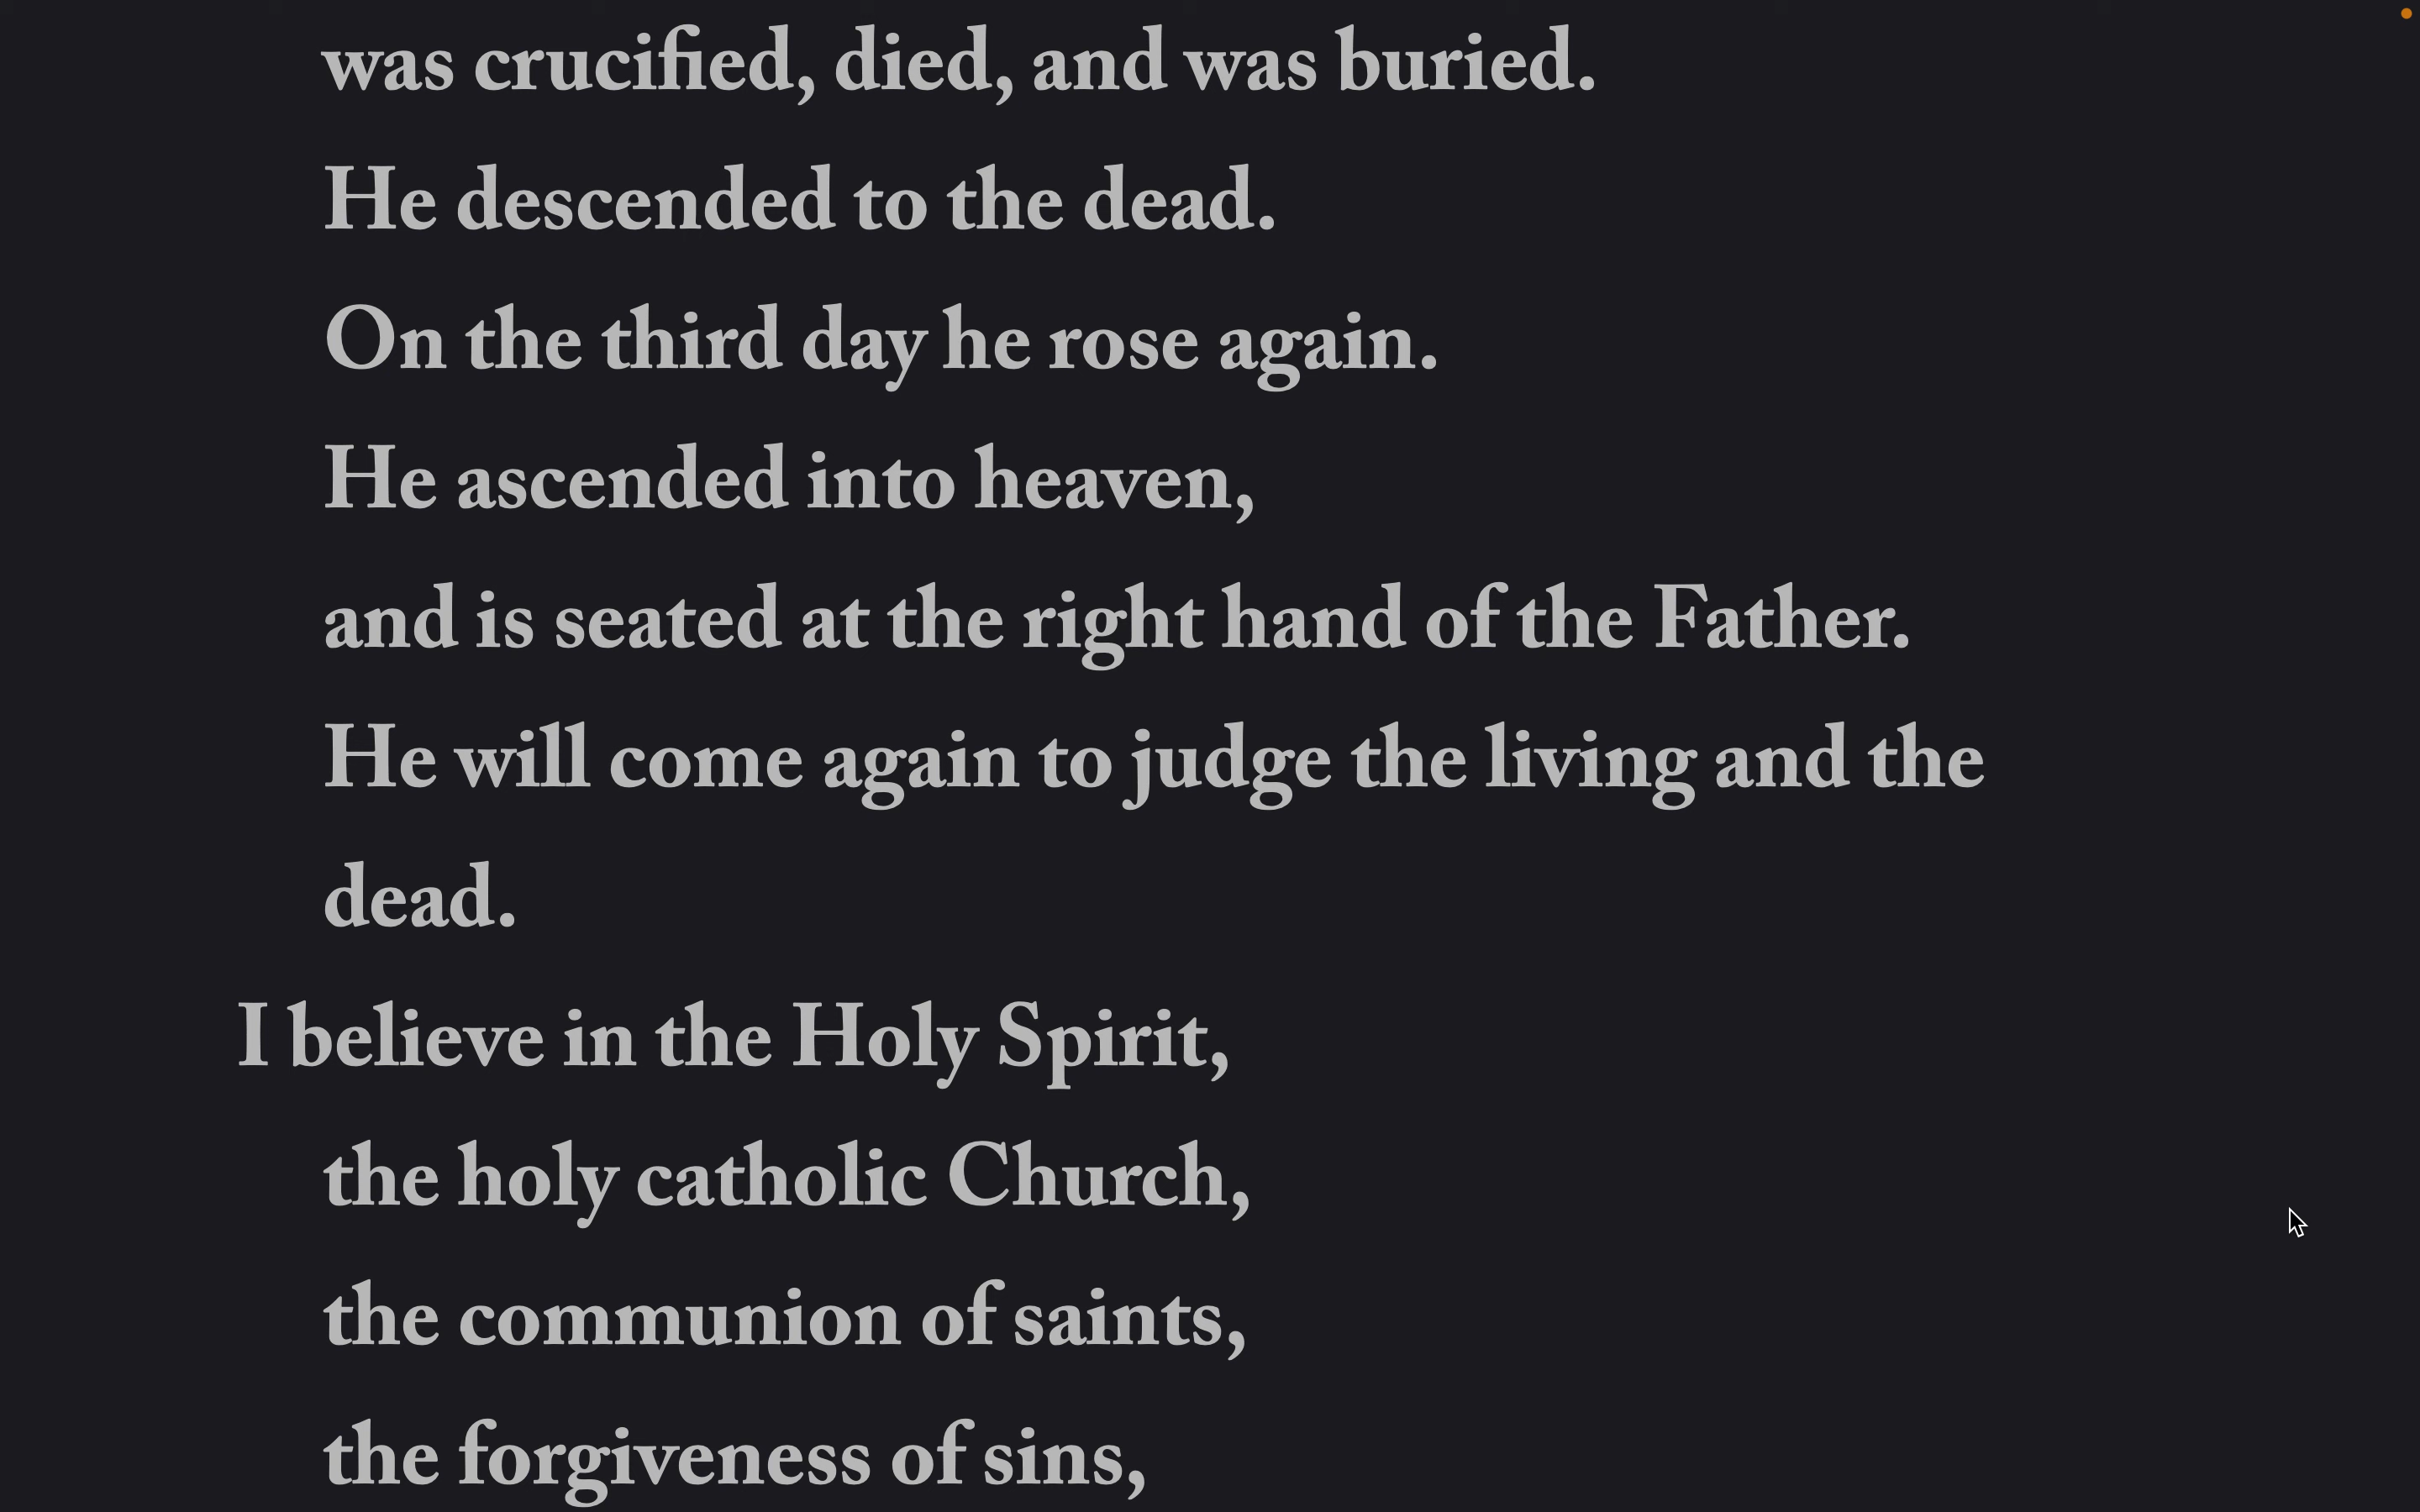 was crucified, died, and was buried.
He descended to the dead.
On the third day he rose again.
He ascended into heaven,
and is seated at the right hand of the Father.
He will come again to judge the living and the
dead.
I believe in the Holy Spirit,
the holy catholic Church,
the communion of saints,
the forgiveness of sins,